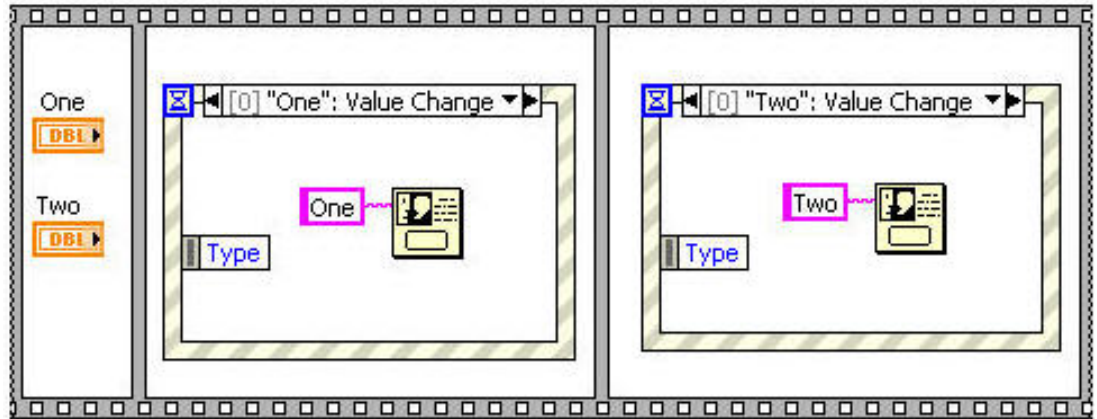 One
DBL
Two
DBL
[0] "One": Value Change
One
Type
[0] "Two": Value Change
Two
Type